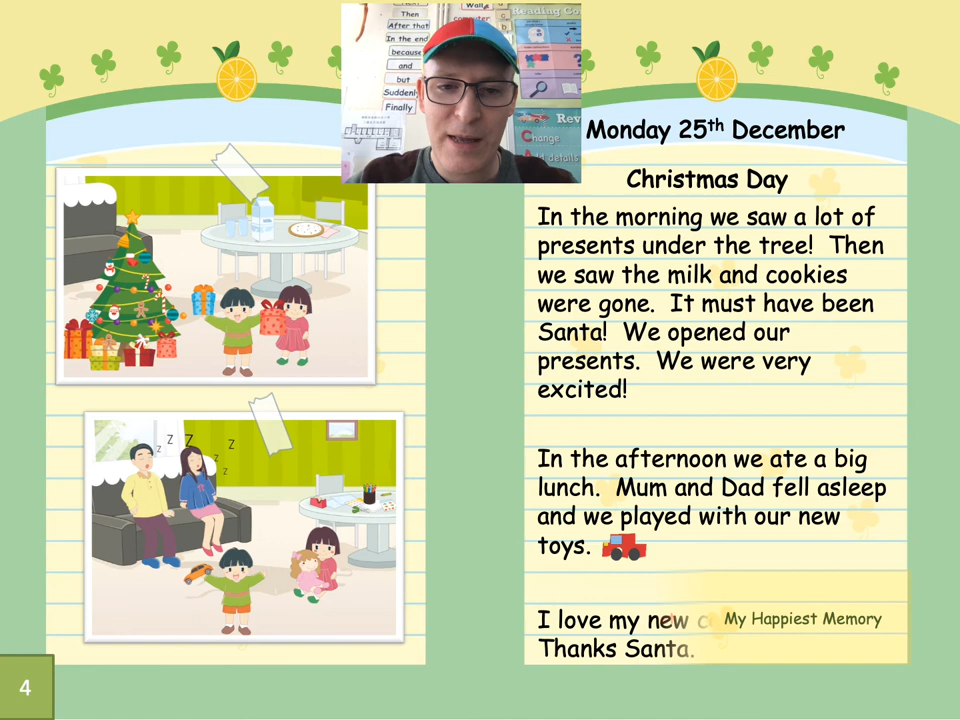 Then
After that
In the end
because
and
but
Suddenly
Finally
Reading Co
Rev
Change
Add details
Monday 25th December
Christmas Day
In the morning we saw a lot of
presents under the tree! Then
we saw the milk and cookies
were gone. It must have been
Santa! We opened our
presents. We were very
excited!
In the afternoon we ate a big
lunch. Mum and Dad fell asleep
and we played with our new
toys.
I love my new
My Happiest Memory
Thanks Santa.
z Z Z
z
z
4